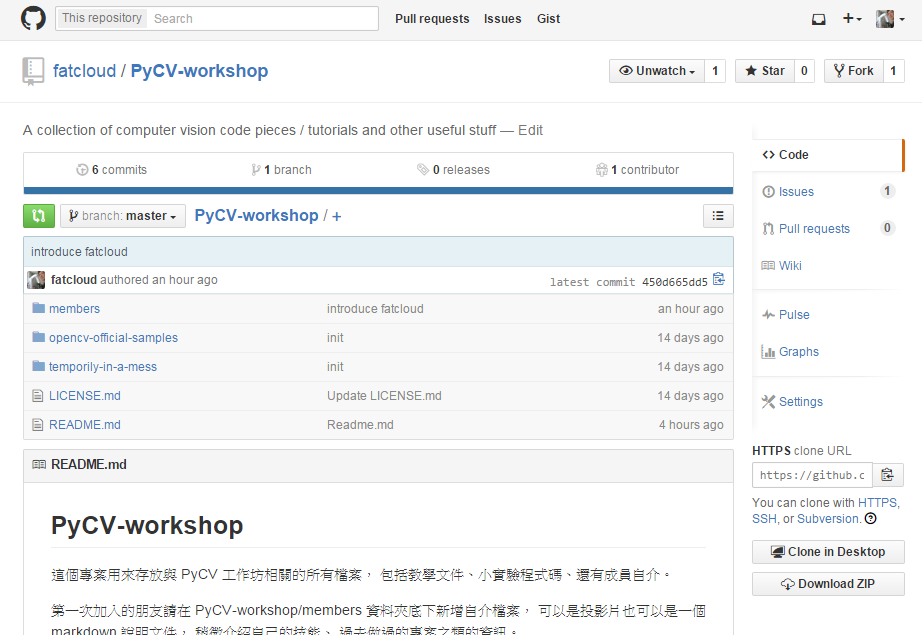 This repository Search Pull requests Issues Gist
fatcloud / PyCV-workshop Unwatch 1 Star 0 Fork 1
A collection of computer vision code pieces / tutorials and other useful stuff — Edit
6 commits 1 branch 0 releases 1 contributor
branch: master PyCV-workshop / +
introduce fatcloud
fatcloud authored an hour ago latest commit 450d665dd5
members introduce fatcloud an hour ago
opencv-official-samples init 14 days ago
temporily-in-a-mess init 14 days ago
LICENSE.md Update LICENSE.md 14 days ago
README.md Readme.md 4 hours ago
README.md
PyCV-workshop
這個專案用來存放與 PyCV 工作坊相關的所有檔案， 包括教學文件、小實驗程式碼、還有成員自介。
第一次加入的朋友請在 PyCV-workshop/members 資料夾底下新增自介檔案， 可以是投影片也可以是一個
markdown 說明文件， 稍微介紹自己的技能、 過去做過的專案之類的資訊。
Code
Issues 1
Pull requests 0
Wiki
Pulse
Graphs
Settings
HTTPS clone URL
https://github.c
You can clone with HTTPS,
SSH, or Subversion.
Clone in Desktop
Download ZIP